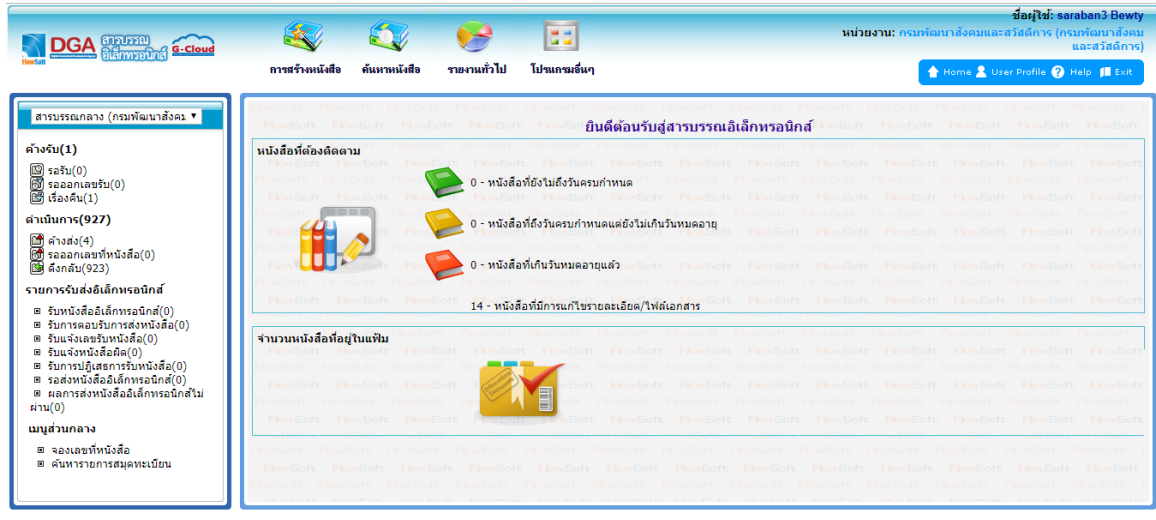 FlowSoft
DGA สารบรรณ
อิเล็กทรอนิกส์
G-Cloud
การสร้างหนังสือ
ค้นหาหนังสือ
รายงานทั่วไป
โปรแกรมอื่นๆ
ชื่อผู้ใช้: saraban3 Bewty
หน่วยงาน: กรมพัฒนาสังคมและสวัสดิการ (กรมพัฒนาสังคม
และสวัสดิการ)
Home User Profile Help Exit
สารบรรณกลาง (กรมพัฒนาสังคม
ค้างรับ(1)
รอรับ(0)
รอออกเลขรับ(0)
เรื่องคืน(1)
ดำเนินการ(927)
ค้างส่ง(4)
รอออกเลขที่หนังสือ(0)
ดึงกลับ(923)
รายการรับส่งอิเล็กทรอนิกส์
รับหนังสืออิเล็กทรอนิกส์(0)
รับการตอบรับการส่งหนังสือ(0)
รับแจ้งเลขรับหนังสือ(0)
รับแจ้งหนังสือผิด(0)
รับการปฏิเสธการรับหนังสือ(0)
รอส่งหนังสืออิเล็กทรอนิกส์(0)
ผลการส่งหนังสืออิเล็กทรอนิกส์ไม่
ผ่าน(0)
เมนูส่วนกลาง
จองเลขที่หนังสือ
ค้นหารายการสมุดทะเบียน
ยินดีต้อนรับสู่สารบรรณอิเล็กทรอนิกส์
หนังสือที่ต้องติดตาม
0 - หนังสือที่ยังไม่ถึงวันครบกำหนด
0 - หนังสือที่ถึงวันครบกำหนดแต่ยังไม่เกินวันหมดอายุ
0 - หนังสือที่เกินวันหมดอายุแล้ว
14 - หนังสือที่มีการแก้ไขรายละเอียด/ไฟล์เอกสาร
จำนวนหนังสือที่อยู่ในแฟ้ม